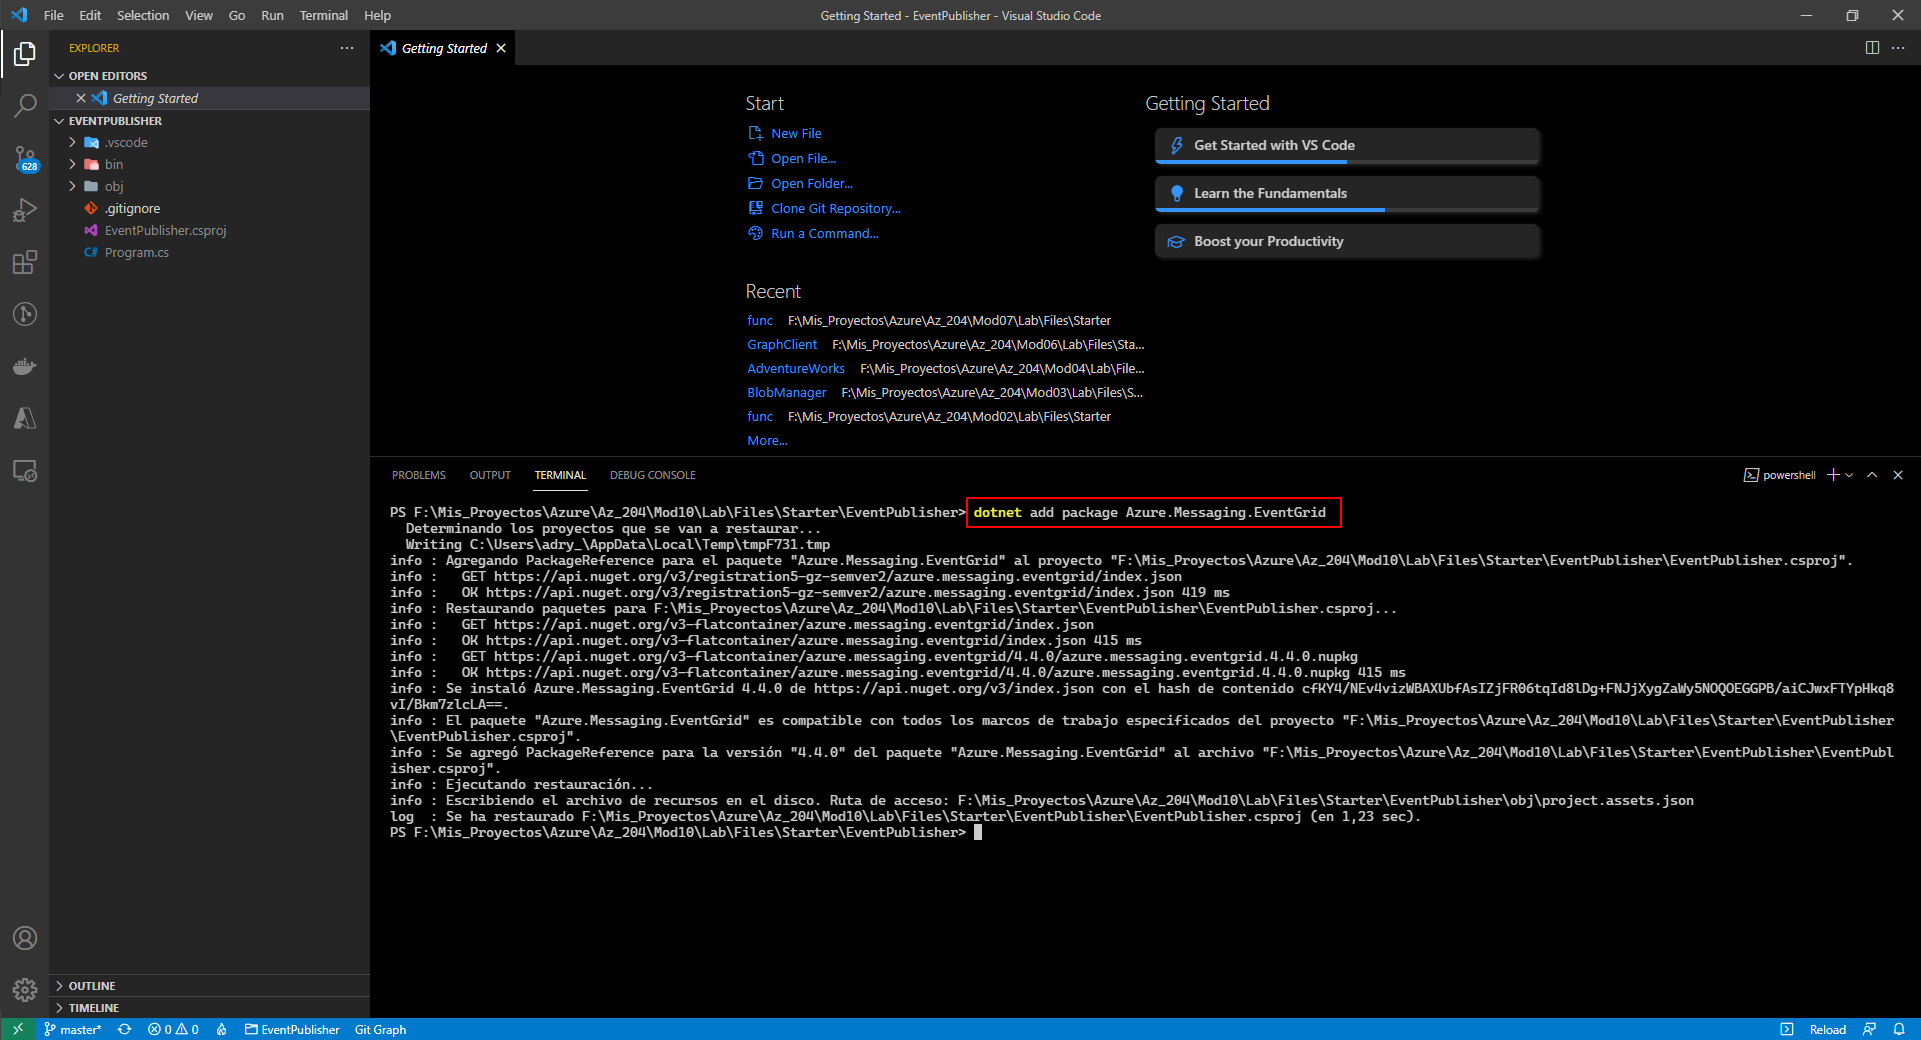 File Edit Selection View Go Run Terminal Help
Getting Started - EventPublisher - Visual Studio Code
EXPLORER
OPEN EDITORS
Getting Started
EVENTPUBLISHER
.vscode
bin
obj
.gitignore
EventPublisher.csproj
C# Program.cs
628
OUTLINE
TIMELINE
Getting Started
Start
New File
Open File...
Open Folder...
Clone Git Repository...
Run a Command...
Recent
func F:\Mis_Proyectos\Azure\Az_204\Mod07\Lab\Files\Starter
GraphClient F:\Mis_Proyectos\Azure\Az_204\Mod06\Lab\Files\Sta...
AdventureWorks F:\Mis_Proyectos\Azure\Az_204\Mod04\Lab\File...
BlobManager F:\Mis_Proyectos\Azure\Az_204\Mod03\Lab\Files\S...
func F:\Mis_Proyectos\Azure\Az_204\Mod02\Lab\Files\Starter
More...
Getting Started
Get Started with VS Code
Learn the Fundamentals
Boost your Productivity
PROBLEMS OUTPUT TERMINAL DEBUG CONSOLE
powershell
PS F:\Mis_Proyectos\Azure\Az_204\Mod10\Lab\Files\Starter\EventPublisher> dotnet add package Azure.Messaging.EventGrid
Determinando los proyectos que se van a restaurar...
Writing C:\Users\adry_\AppData\Local\Temp\tmpF731.tmp
info : Agregando PackageReference para el paquete "Azure.Messaging.EventGrid" al proyecto "F:\Mis_Proyectos\Azure\Az_204\Mod10\Lab\Files\Starter\EventPublisher\EventPublisher.csproj".
info :   GET https://api.nuget.org/v3/registration5-gz-semver2/azure.messaging.eventgrid/index.json
info :   OK https://api.nuget.org/v3/registration5-gz-semver2/azure.messaging.eventgrid/index.json 419 ms
info : Restaurando paquetes para F:\Mis_Proyectos\Azure\Az_204\Mod10\Lab\Files\Starter\EventPublisher\EventPublisher.csproj...
info :   GET https://api.nuget.org/v3-flatcontainer/azure.messaging.eventgrid/index.json
info :   OK https://api.nuget.org/v3-flatcontainer/azure.messaging.eventgrid/index.json 415 ms
info :   GET https://api.nuget.org/v3-flatcontainer/azure.messaging.eventgrid/4.4.0/azure.messaging.eventgrid.4.4.0.nupkg
info :   OK https://api.nuget.org/v3-flatcontainer/azure.messaging.eventgrid/4.4.0/azure.messaging.eventgrid.4.4.0.nupkg 415 ms
info : Se instaló Azure.Messaging.EventGrid 4.4.0 de https://api.nuget.org/v3/index.json con el hash de contenido cfKY4/NEv4vizWBAXUbfAsIZjFR06tqId8lDg+FNJjXygZaWy5NOQOEGGPB/aiCJwxFTYpHkq8
vI/Bkm7zlcLA==.
info : El paquete "Azure.Messaging.EventGrid" es compatible con todos los marcos de trabajo especificados del proyecto "F:\Mis_Proyectos\Azure\Az_204\Mod10\Lab\Files\Starter\EventPublisher
\EventPublisher.csproj".
info : Se agregó PackageReference para la versión "4.4.0" del paquete "Azure.Messaging.EventGrid" al archivo "F:\Mis_Proyectos\Azure\Az_204\Mod10\Lab\Files\Starter\EventPublisher\EventPubl
isher.csproj".
info : Ejecutando restauración...
info : Escribiendo el archivo de recursos en el disco. Ruta de acceso: F:\Mis_Proyectos\Azure\Az_204\Mod10\Lab\Files\Starter\EventPublisher\obj\project.assets.json
log  : Se ha restaurado F:\Mis_Proyectos\Azure\Az_204\Mod10\Lab\Files\Starter\EventPublisher\EventPublisher.csproj (en 1,23 sec).
PS F:\Mis_Proyectos\Azure\Az_204\Mod10\Lab\Files\Starter\EventPublisher>
master* 0 0 EventPublisher Git Graph Reload